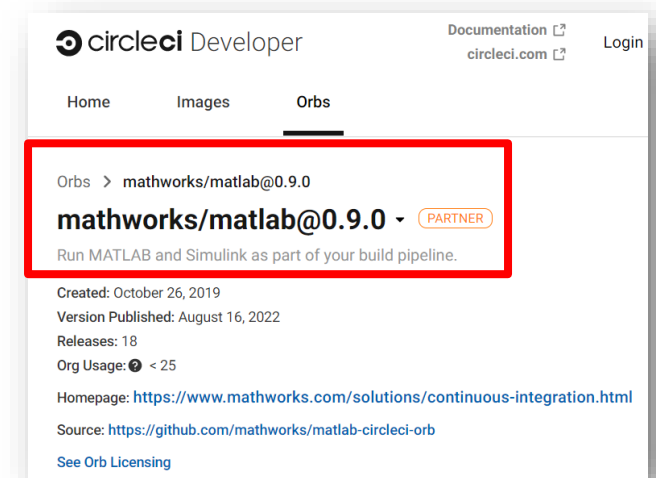 circleci Developer
Documentation
circleci.com
Login
Home Images Orbs
Orbs > mathworks/matlab@0.9.0
mathworks/matlab@0.9.0 PARTNER
Run MATLAB and Simulink as part of your build pipeline.
Created: October 26, 2019
Version Published: August 16, 2022
Releases: 18
Org Usage: ? < 25
Homepage: https://www.mathworks.com/solutions/continuous-integration.html
Source: https://github.com/mathworks/matlab-circleci-orb
See Orb Licensing